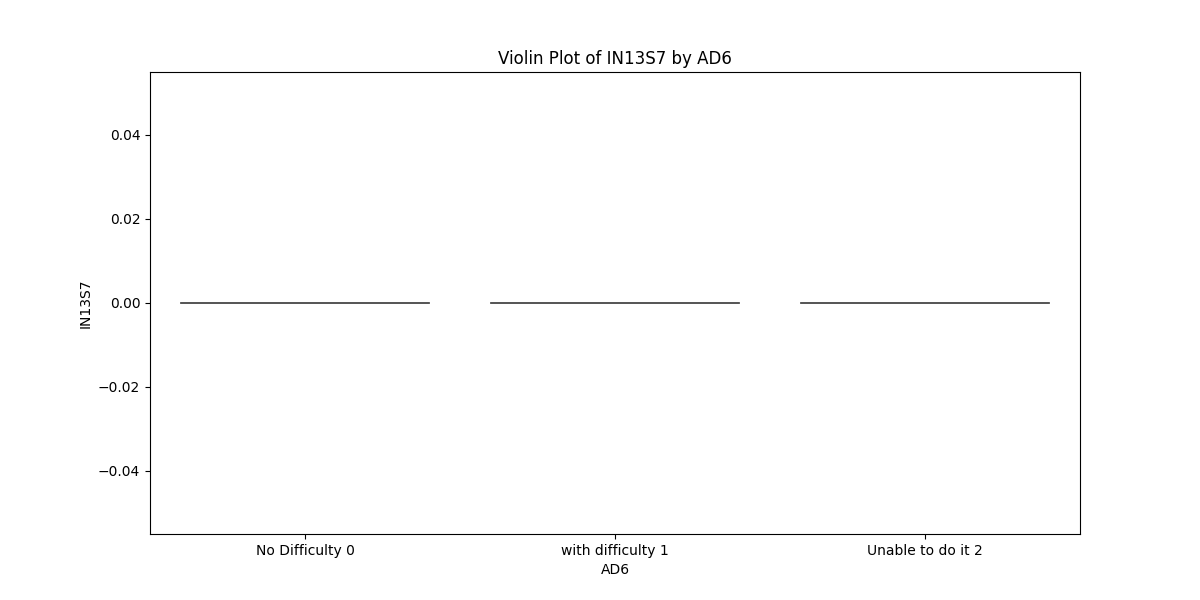 Violin Plot of IN13S7 by AD6
0.04
0.02
0.00
−0.02
−0.04
IN13S7
No Difficulty 0
with difficulty 1
Unable to do it 2
AD6